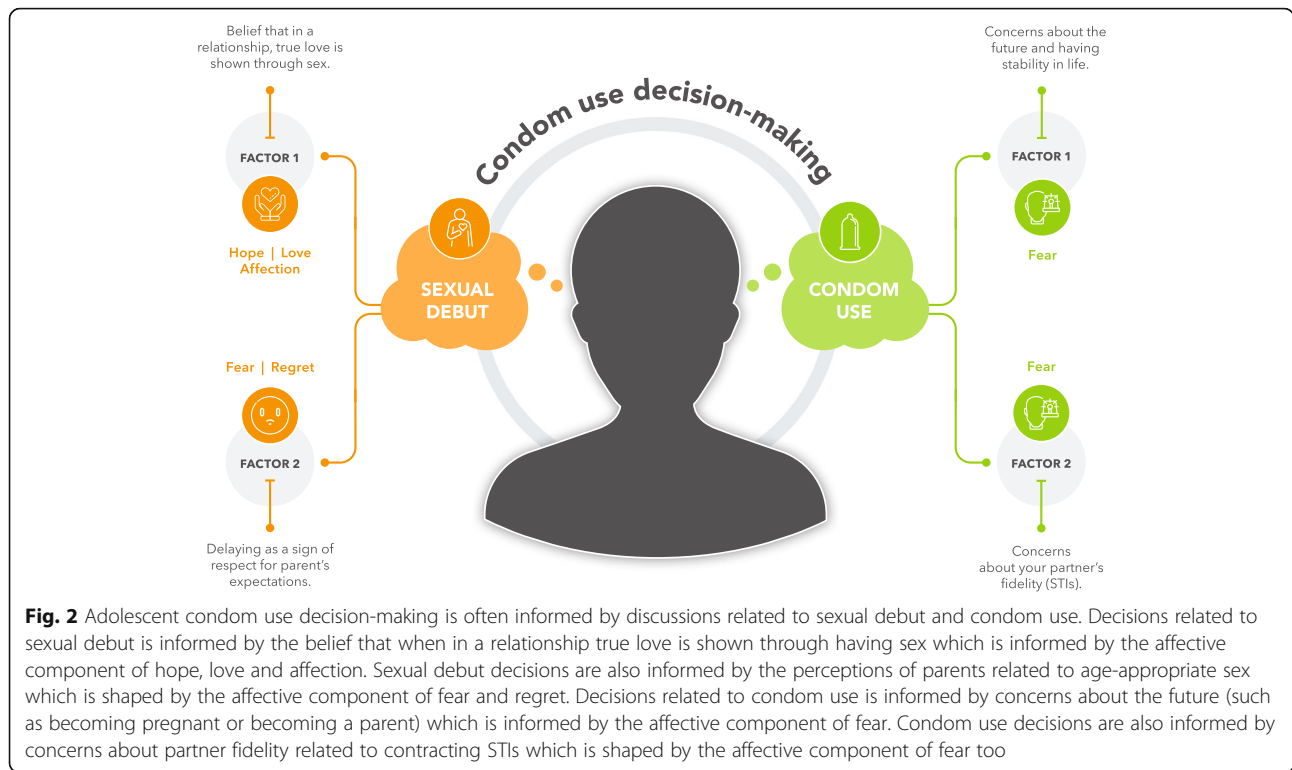 Belief that in a
relationship, true love is
shown through sex.
FACTOR 1
Hope | Love
Affection
Fear | Regret
FACTOR 2
Delaying as a sign of
respect for parent's
expectations.
Condom use decision-making
SEXUAL
DEBUT
CONDOM
USE
Concerns about the
future and having
stability in life.
FACTOR 1
Fear
Fear
FACTOR 2
Concerns
about your partner's
fidelity (STIs).
Fig. 2 Adolescent condom use decision-making is often informed by discussions related to sexual debut and condom use. Decisions related to
sexual debut is informed by the belief that when in a relationship true love is shown through having sex which is informed by the affective
component of hope, love and affection. Sexual debut decisions are also informed by the perceptions of parents related to age-appropriate sex
which is shaped by the affective component of fear and regret. Decisions related to condom use is informed by concerns about the future (such
as becoming pregnant or becoming a parent) which is informed by the affective component of fear. Condom use decisions are also informed by
concerns about partner fidelity related to contracting STIs which is shaped by the affective component of fear too